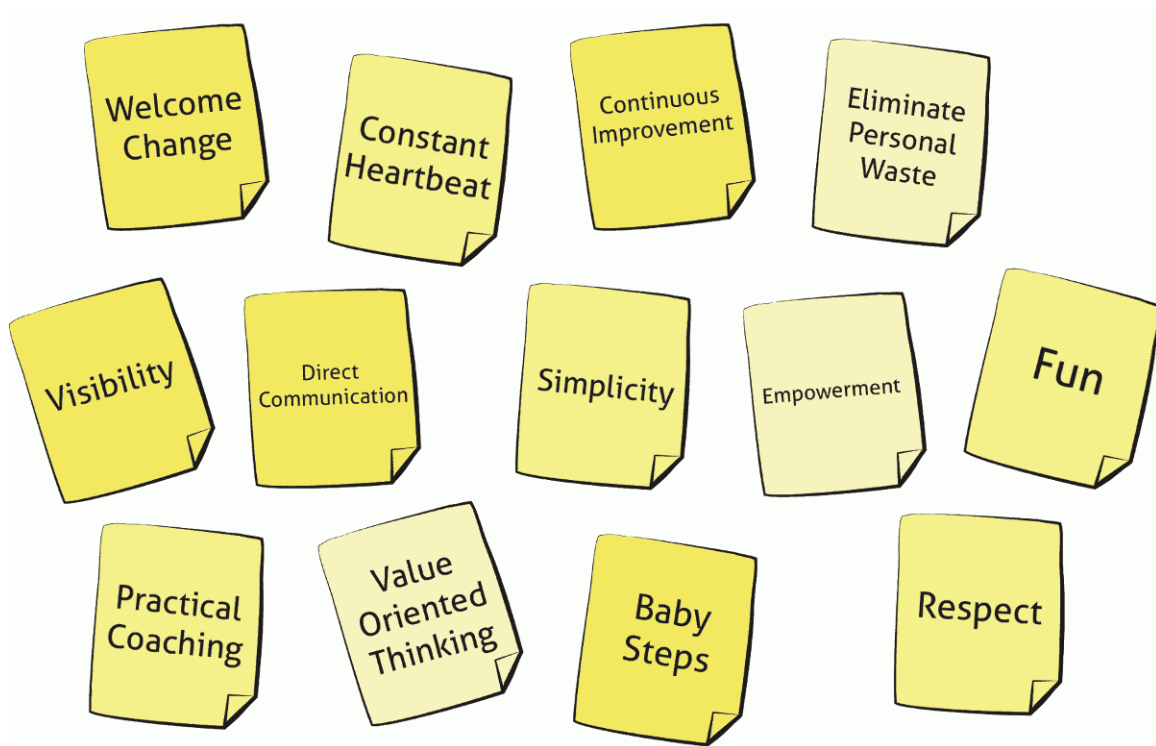 Welcome
Change
Constant
Heartbeat
Continuous
Improvement
Eliminate
Personal
Waste
Visibility
Direct
Communication
Simplicity
Empowerment
Fun
Practical
Coaching
Value
Oriented
Thinking
Baby
Steps
Respect